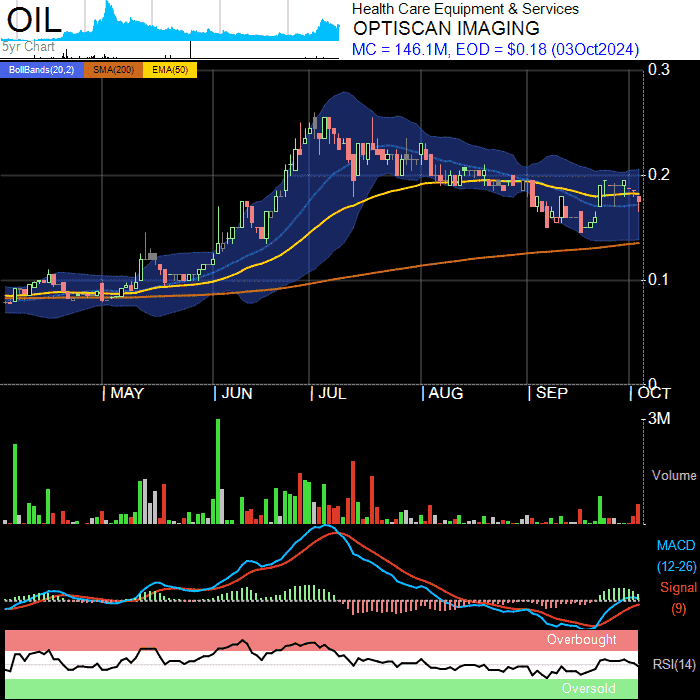 OIL
5yr Chart
Health Care Equipment & Services
OPTISCAN IMAGING
MC = 146.1M, EOD = $0.18 (03Oct2024)
BollBands(20,2) SMA(200) EMA(50)
0.3
0.2
0.1
0
MAY JUN JUL AUG SEP OCT
3M
Volume
MACD
(12-26)
Signal
(9)
Overbought
RSI(14)
Oversold